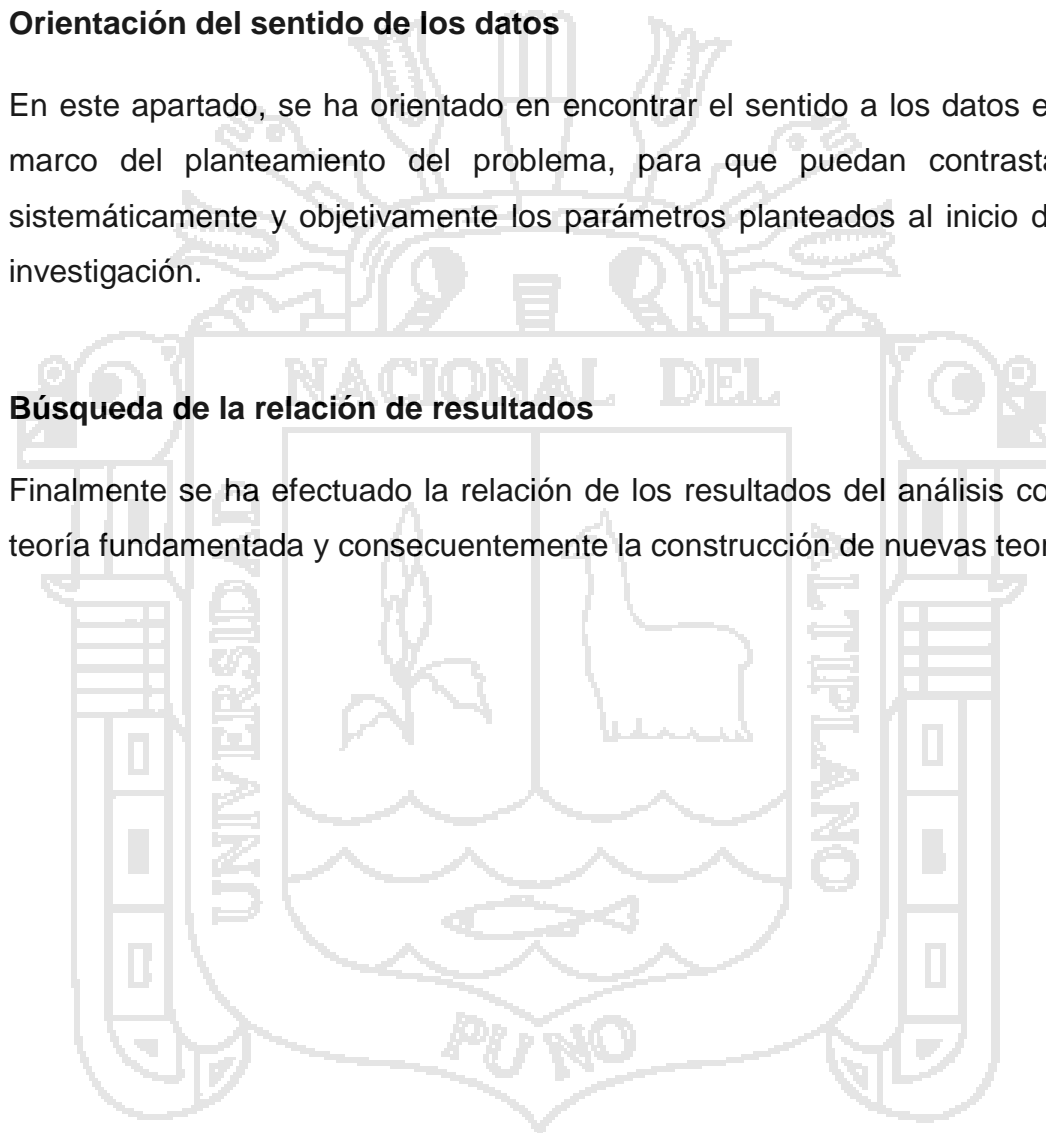 Orientación del sentido de los datos
En este apartado, se ha orientado en encontrar el sentido a los datos e
marco del planteamiento del problema, para que puedan contrasta
sistemáticamente y objetivamente los parámetros planteados al inicio d
investigación.
NACIONAL DEL
Búsqueda de la relación de resultados
Finalmente se ha efectuado la relación de los resultados del análisis co
teoría fundamentada y consecuentemente la construcción de nuevas teor
UNIVERSIDAD
ALTIPLANO
PUNO